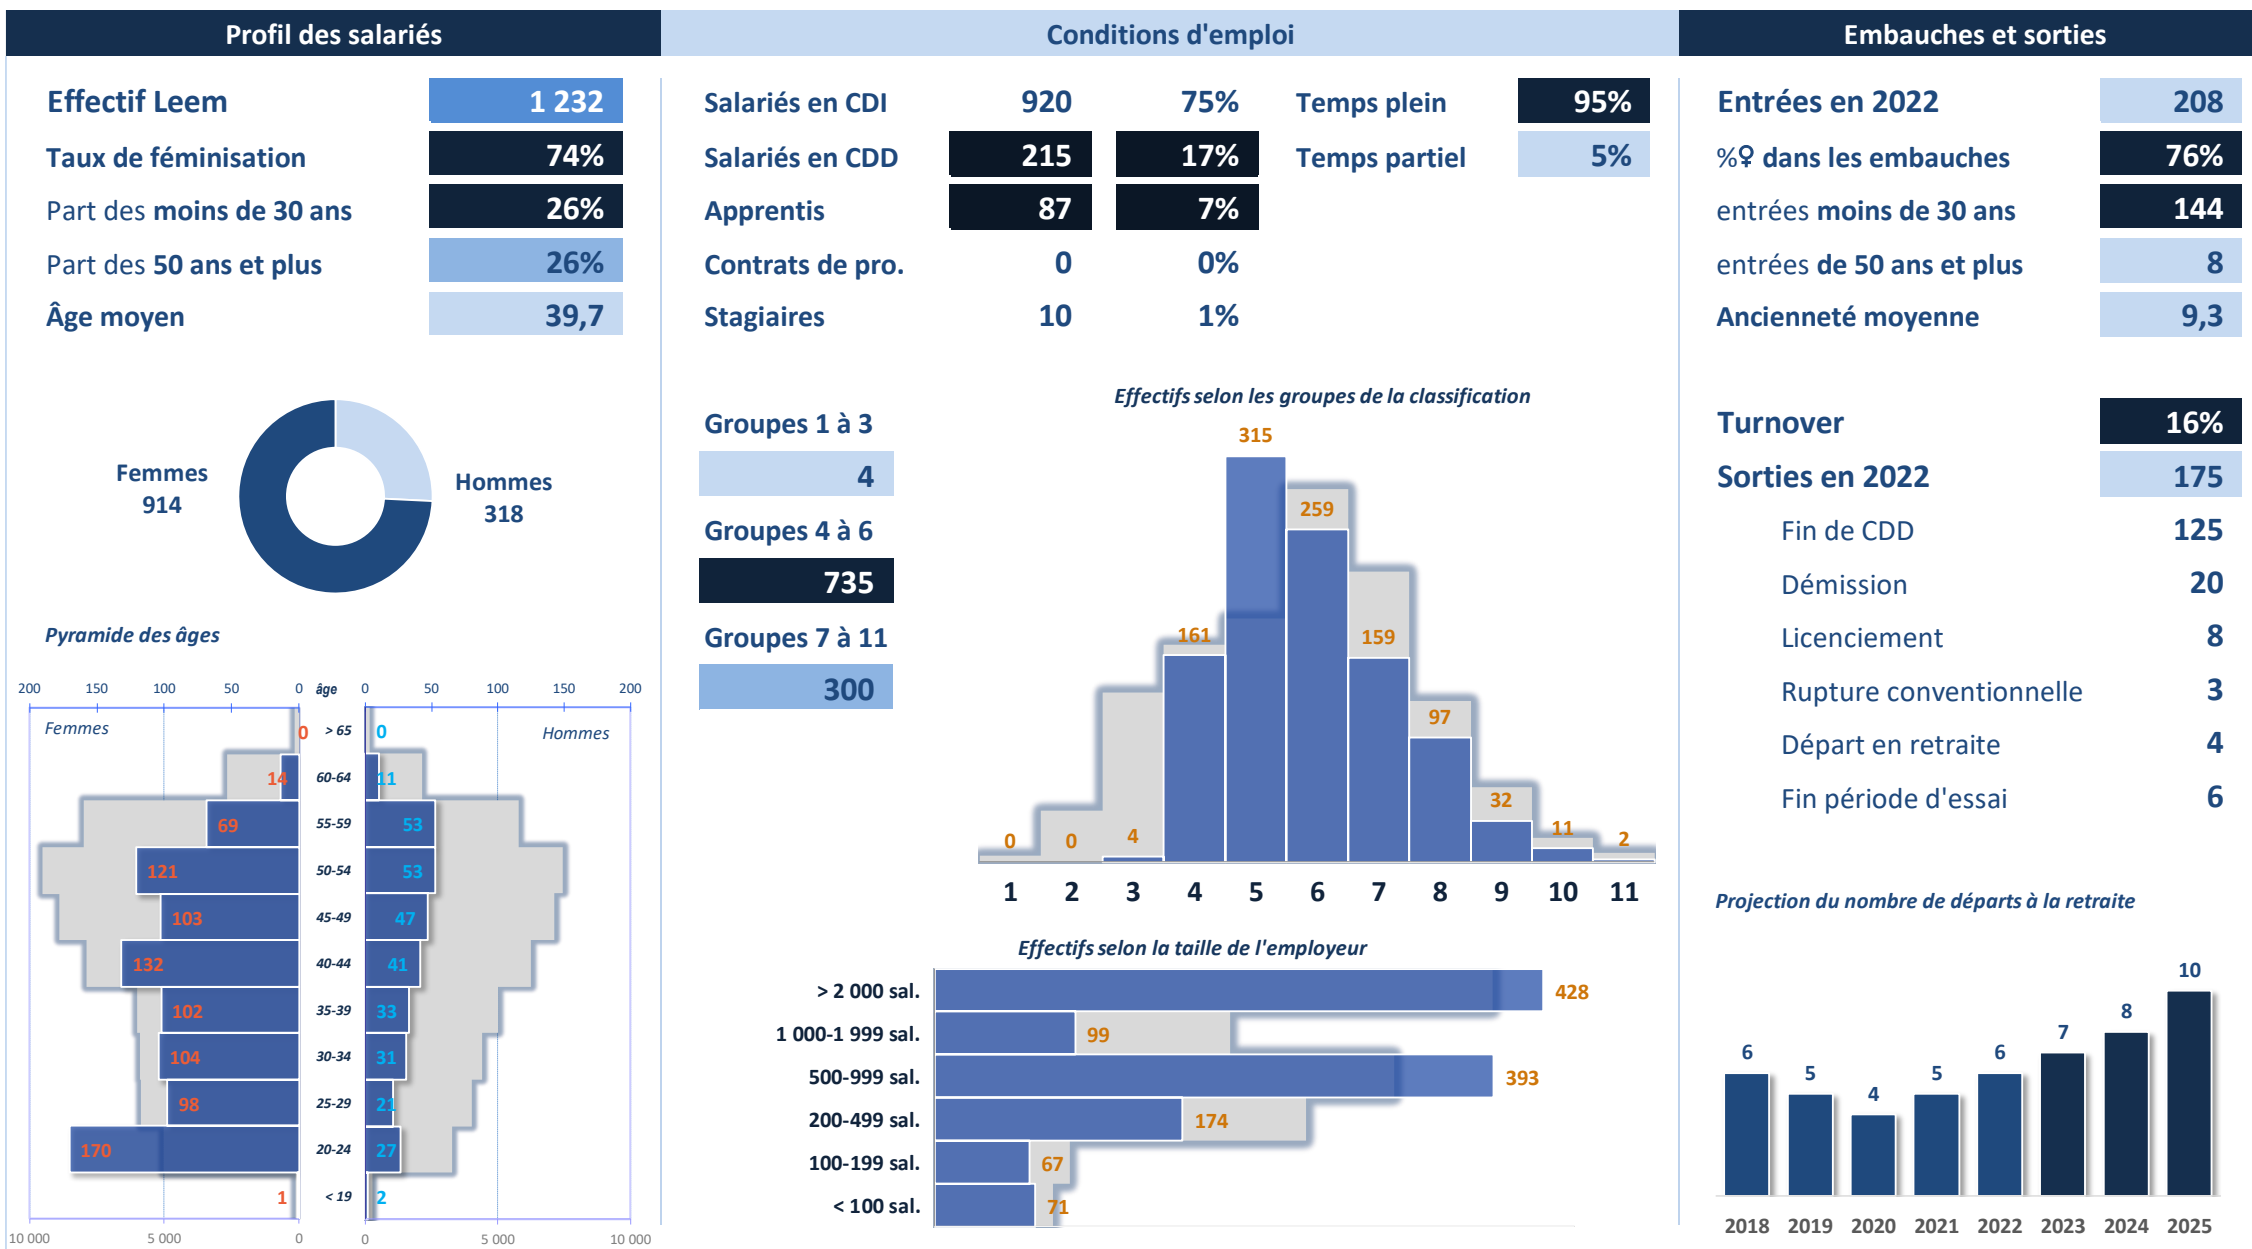 Profil des salariés
Effectif Leem 1 232
Taux de féminisation 74%
Part des moins de 30 ans 26%
Part des 50 ans et plus 26%
Âge moyen 39,7
Femmes
914
Hommes
318
Pyramide des âges
200 150 100 50 0 âge 0 50 100 150 200
Femmes Hommes
0 > 65 0
14 60-64 11
69 55-59 53
121 50-54 53
103 45-49 47
132 40-44 41
102 35-39 33
104 30-34 31
98 25-29 21
170 20-24 27
1 < 19 2
10 000 5 000 0 0 5 000 10 000
Conditions d'emploi
Salariés en CDI 920 75% Temps plein 95%
Salariés en CDD 215 17% Temps partiel 5%
Apprentis 87 7%
Contrats de pro. 0 0%
Stagiaires 10 1%
Groupes 1 à 3
4
Groupes 4 à 6
735
Groupes 7 à 11
300
Effectifs selon les groupes de la classification
0 0 4 161 315 259 159 97 32 11 2
1 2 3 4 5 6 7 8 9 10 11
Effectifs selon la taille de l'employeur
> 2 000 sal. 428
1 000-1 999 sal. 99
500-999 sal. 393
200-499 sal. 174
100-199 sal. 67
< 100 sal. 71
Embauches et sorties
Entrées en 2022 208
%♀ dans les embauches 76%
entrées moins de 30 ans 144
entrées de 50 ans et plus 8
Ancienneté moyenne 9,3
Turnover 16%
Sorties en 2022 175
Fin de CDD 125
Démission 20
Licenciement 8
Rupture conventionnelle 3
Départ en retraite 4
Fin période d'essai 6
Projection du nombre de départs à la retraite
6 5 4 5 6 7 8 10
2018 2019 2020 2021 2022 2023 2024 2025